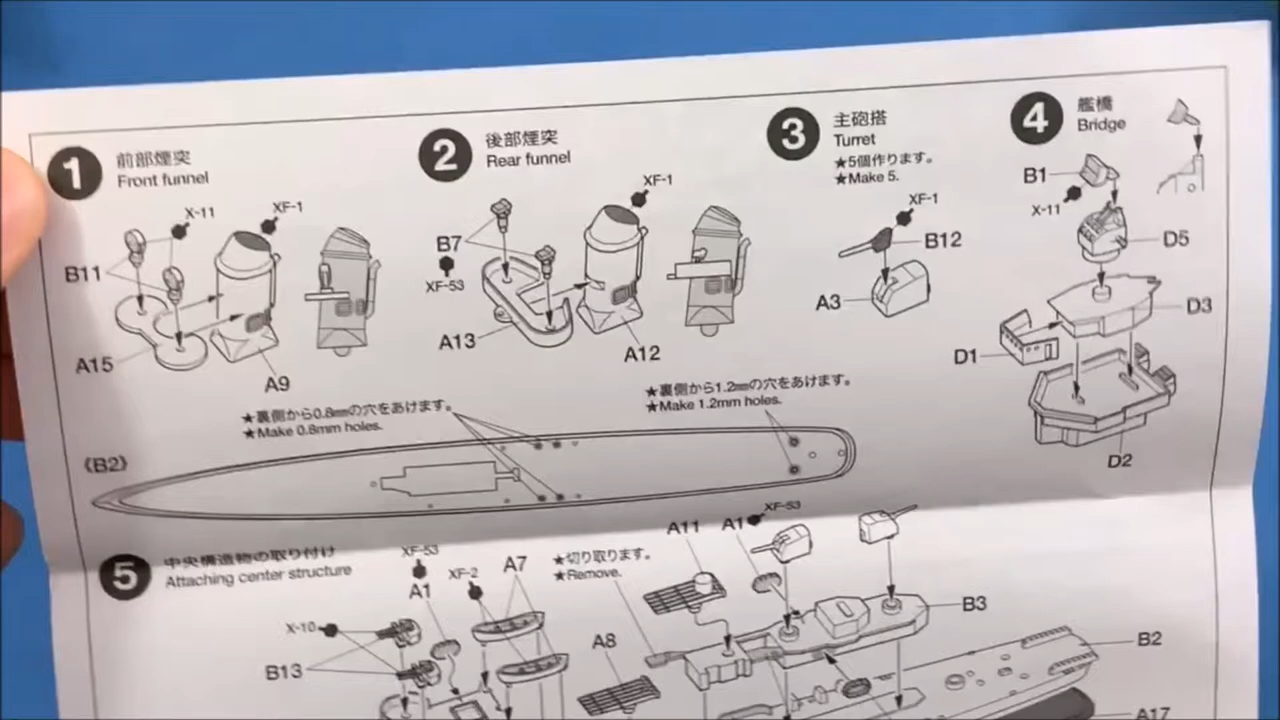 1 前部煙突
Front funnel
X-11
XF-1
B11
A15
A9
2 後部煙突
Rear funnel
XF-1
B7
XF-53
A13
A12
3 主砲搭
Turret
★5個作ります。
★Make 5.
XF-1
B12
A3
4 艦橋
Bridge
B1
X-11
D5
D3
D1
D2
★裏側から0.8㎜の穴をあけます。
★Make 0.8mm holes.
★裏側から1.2㎜の穴をあけます。
★Make 1.2mm holes.
《B2》
5 中央構造物の取り付け
Attaching center structure
XF-53
A1
XF-2
A7
★切り取ります。
★Remove.
A11
A1
XF-53
X-10
B13
A8
B3
B2
A17